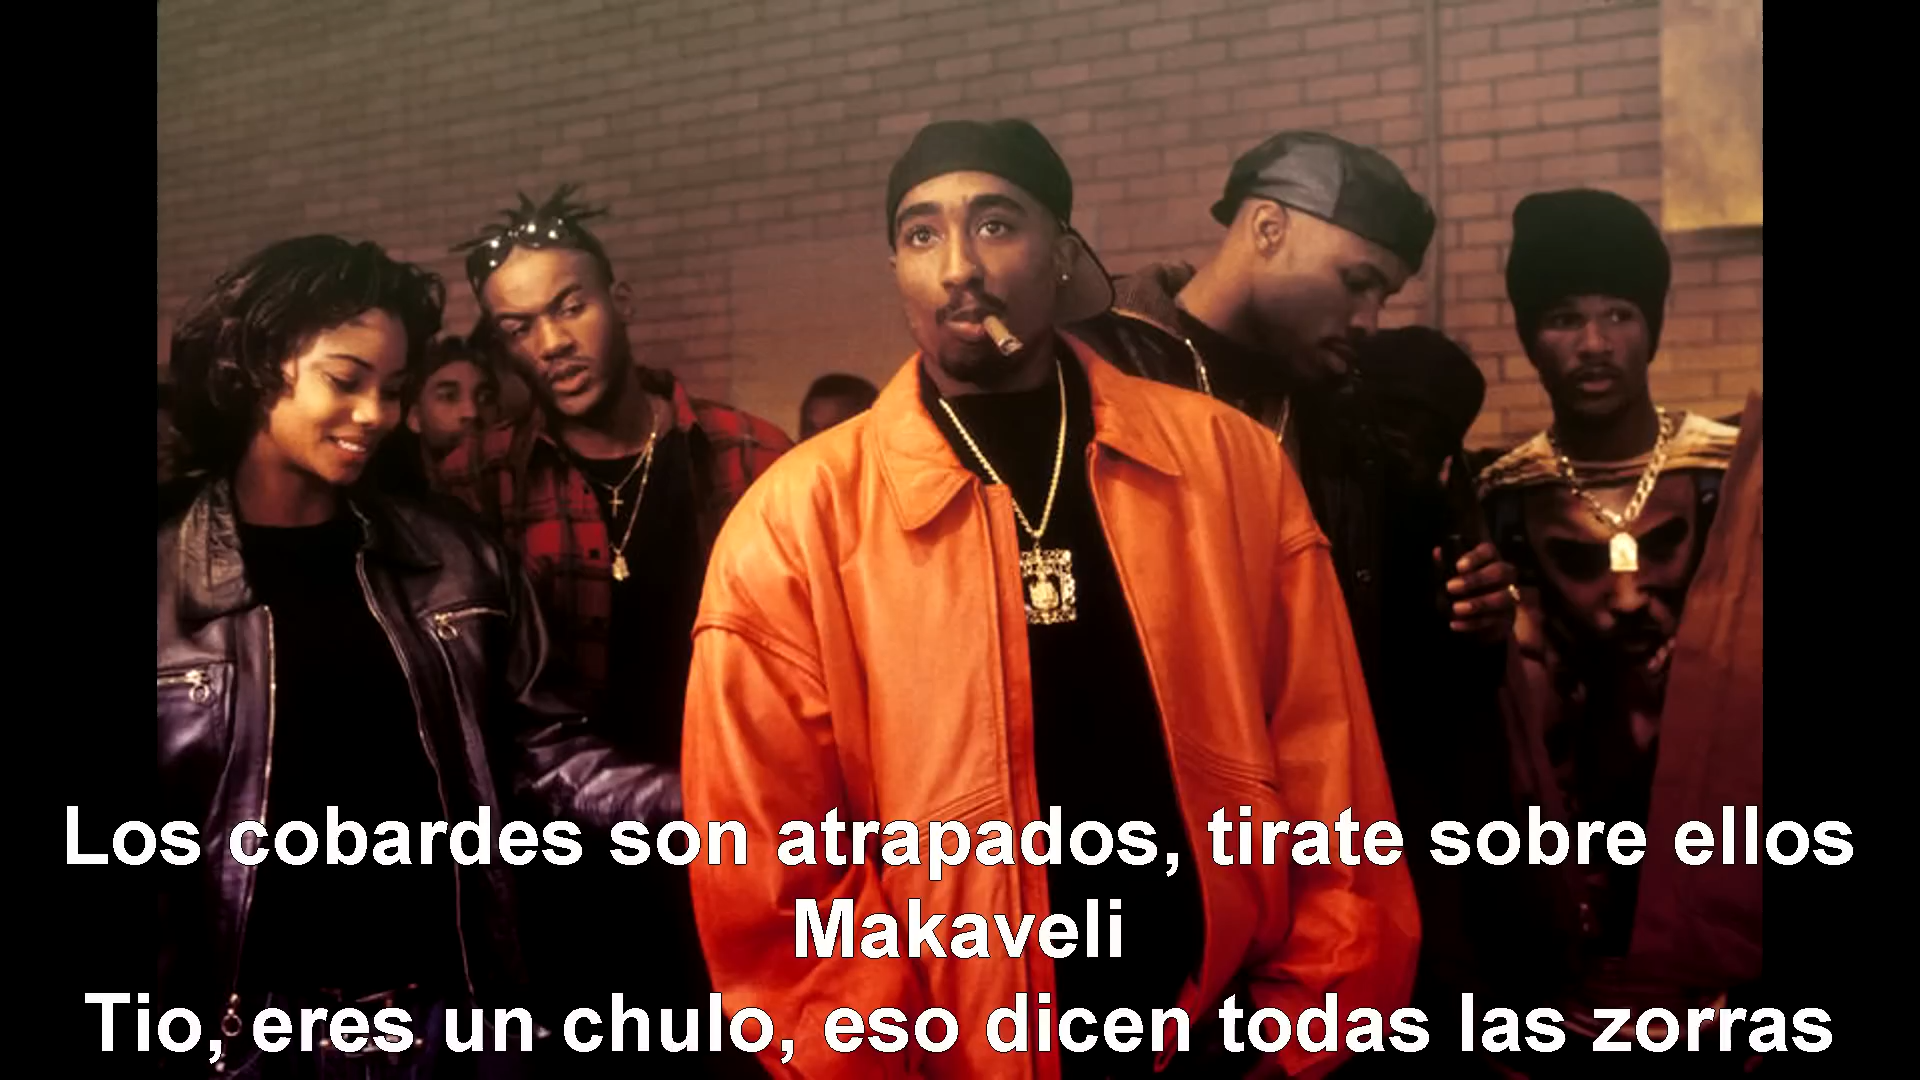 Los cobardes son atrapados, tirate sobre ellos
Makaveli
Tio, eres un chulo, eso dicen todas las zorras